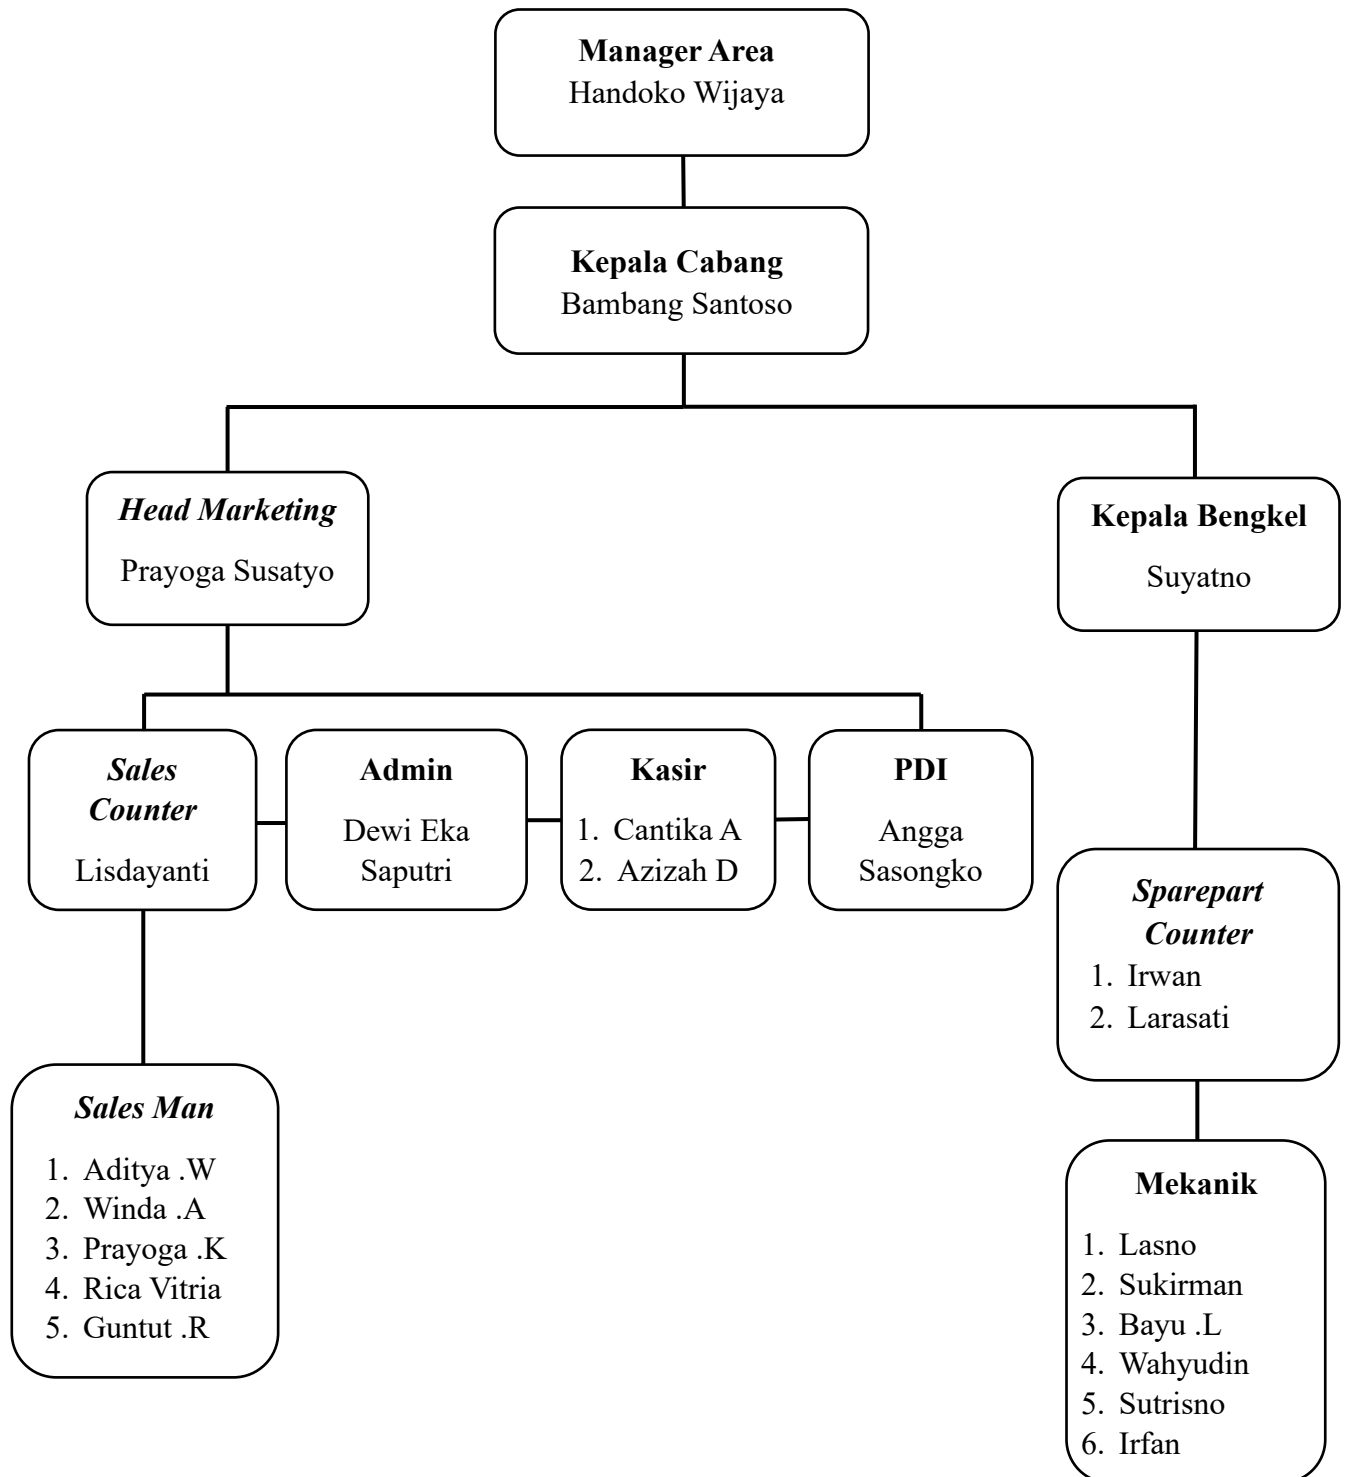 Manager Area
Handoko Wijaya
Kepala Cabang
Bambang Santoso
Head Marketing
Prayoga Susatyo
Kepala Bengkel
Suyatno
Sales
Counter
Lisdayanti
Admin
Dewi Eka
Saputri
Kasir
1. Cantika A
2. Azizah D
PDI
Angga
Sasongko
Sparepart
Counter
1. Irwan
2. Larasati
Sales Man
1. Aditya .W
2. Winda .A
3. Prayoga .K
4. Rica Vitria
5. Guntut .R
Mekanik
1. Lasno
2. Sukirman
3. Bayu .L
4. Wahyudin
5. Sutrisno
6. Irfan